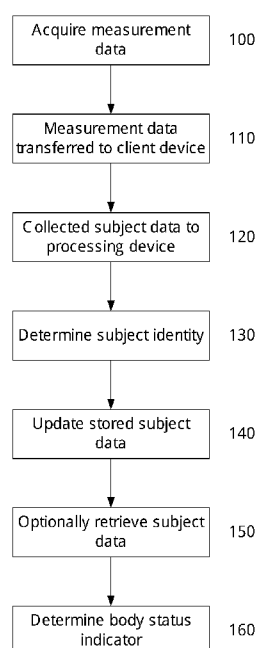 Acquire measurement
data
100
Measurement data
transferred to client device
110
Collected subject data to
processing device
120
Determine subject identity
130
Update stored subject
data
140
Optionally retrieve subject
data
150
Determine body status
indicator
160